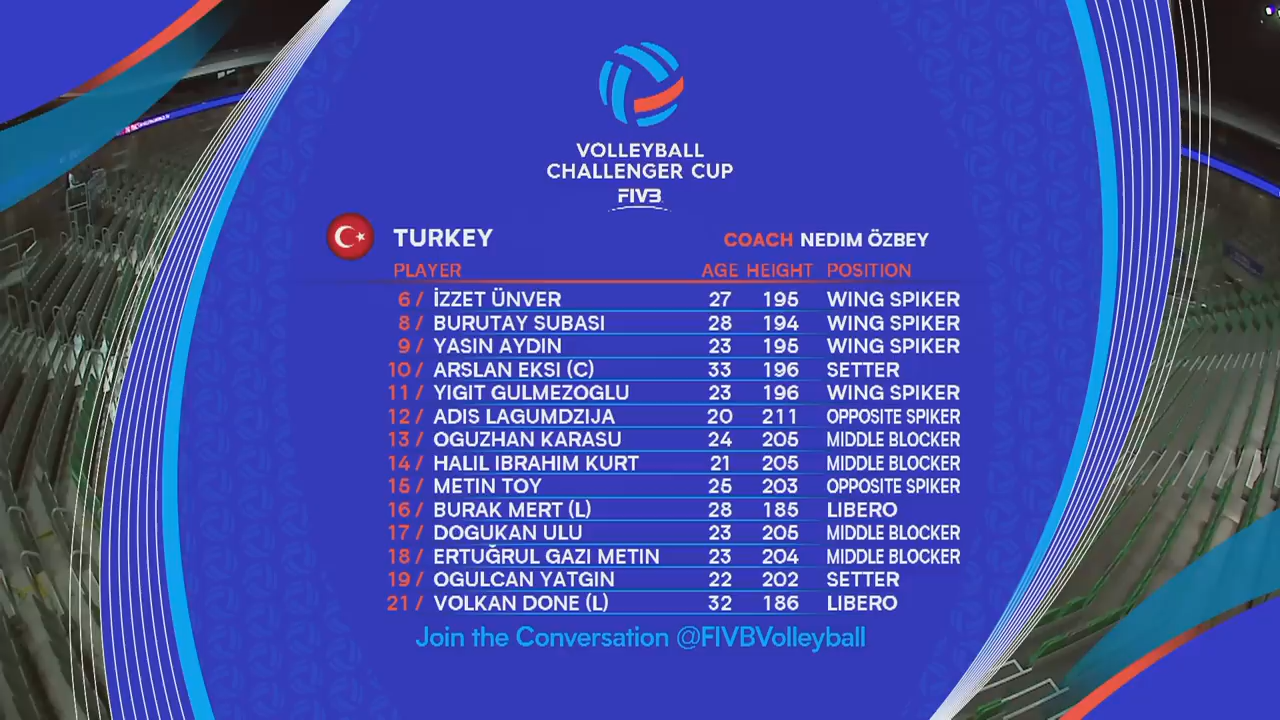 VOLLEYBALL
CHALLENGER CUP
FIVB
TURKEY COACH NEDIM ÖZBEY
PLAYER AGE HEIGHT POSITION
6 / İZZET ÜNVER 27 195 WING SPIKER
8 / BURUTAY SUBASI 28 194 WING SPIKER
9 / YASIN AYDIN 23 195 WING SPIKER
10 / ARSLAN EKSI (C) 33 196 SETTER
11 / YIGIT GULMEZOGLU 23 196 WING SPIKER
12 / ADIS LAGUMDZIJA 20 211 OPPOSITE SPIKER
13 / OGUZHAN KARASU 24 205 MIDDLE BLOCKER
14 / HALIL IBRAHIM KURT 21 205 MIDDLE BLOCKER
15 / METIN TOY 25 203 OPPOSITE SPIKER
16 / BURAK MERT (L) 28 185 LIBERO
17 / DOGUKAN ULU 23 205 MIDDLE BLOCKER
18 / ERTUĞRUL GAZI METIN 23 204 MIDDLE BLOCKER
19 / OGULCAN YATGIN 22 202 SETTER
21 / VOLKAN DONE (L) 32 186 LIBERO
Join the Conversation @FIVBVolleyball